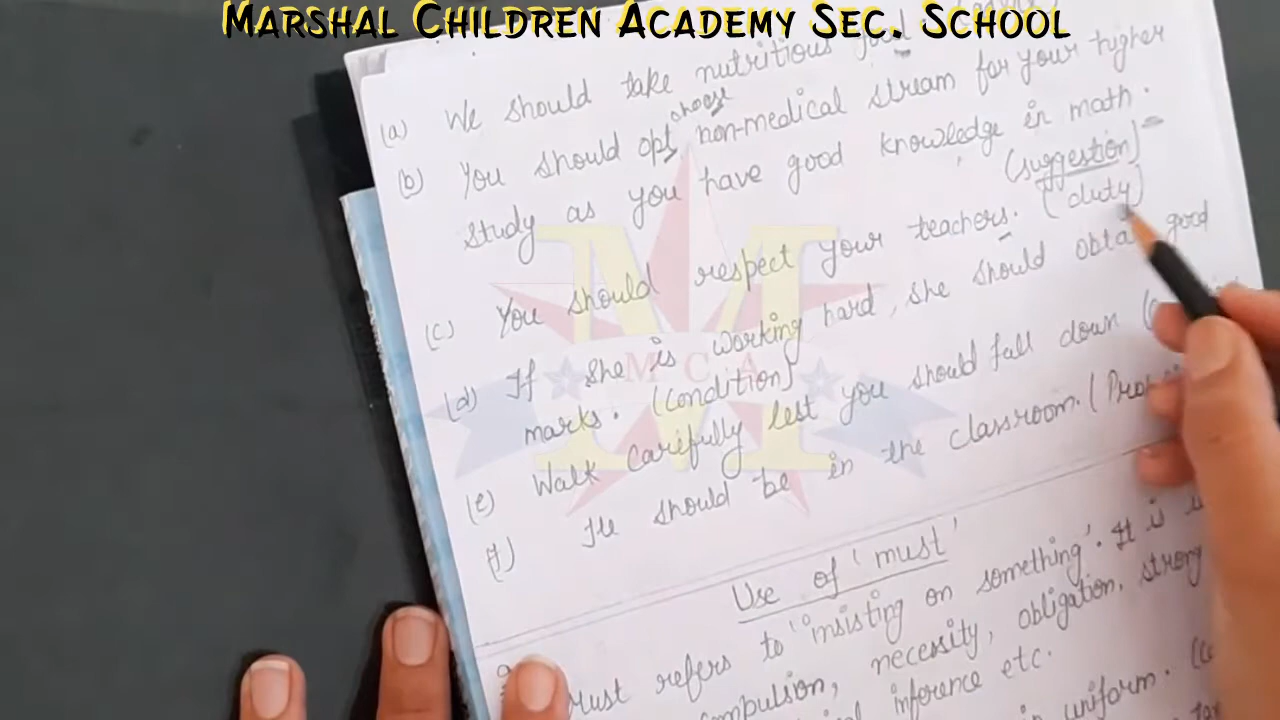 MARSHAL CHILDREN ACADEMY SEC. SCHOOL
(a) We should take nutritious food
choose
(b) You should opt non-medical stream for your higher
study as you have good knowledge in math.
(suggestion)
(c) You should respect your teachers. (duty)
(d) If she is working hard, she should good
marks. (Condition)
(e) Walk carefully lest you should fall down
(f) He should be in the classroom.
MCA
Use of 'must'
Must refers to 'insisting on something'. It is
necessity, obligation, strong
inference etc.
in uniform.